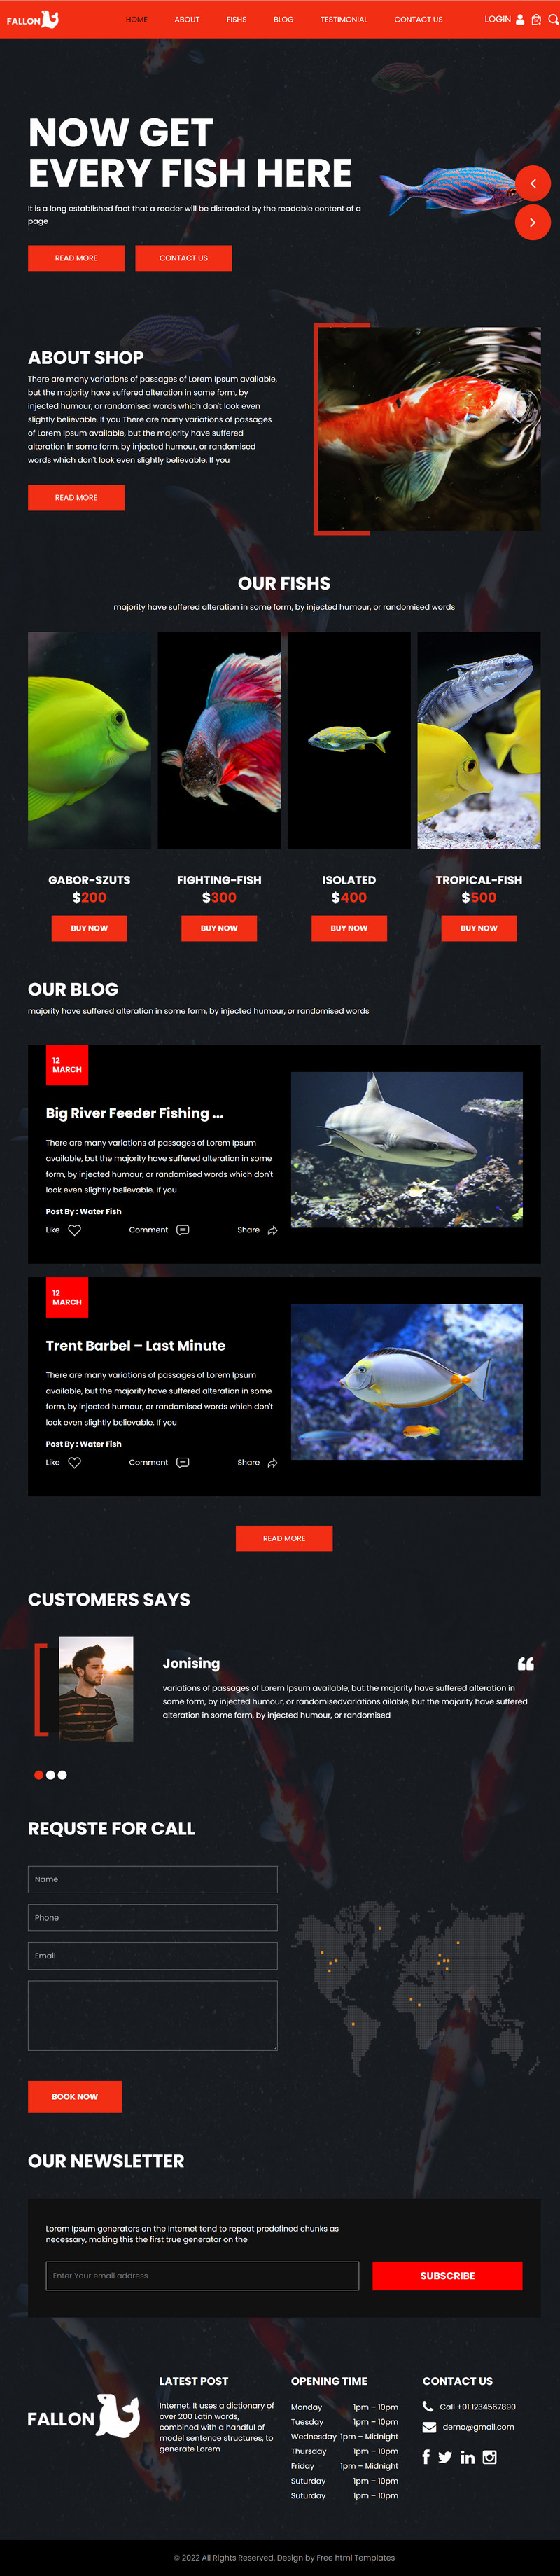 FALLON
HOME
ABOUT
FISHS
BLOG
TESTIMONIAL
CONTACT US
LOGIN
NOW GET
EVERY FISH HERE
It is a long established fact that a reader will be distracted by the readable content of a
page
READ MORE
CONTACT US
ABOUT SHOP
There are many variations of passages of Lorem Ipsum available,
but the majority have suffered alteration in some form, by
injected humour, or randomised words which don't look even
slightly believable. If you There are many variations of passages
of Lorem Ipsum available, but the majority have suffered
alteration in some form, by injected humour, or randomised
words which don't look even slightly believable. If you
READ MORE
OUR FISHS
majority have suffered alteration in some form, by injected humour, or randomised words
GABOR-SZUTS
$200
BUY NOW
FIGHTING-FISH
$300
BUY NOW
ISOLATED
$400
BUY NOW
TROPICAL-FISH
$500
BUY NOW
OUR BLOG
majority have suffered alteration in some form, by injected humour, or randomised words
12
MARCH
Big River Feeder Fishing ...
There are many variations of passages of Lorem Ipsum
available, but the majority have suffered alteration in some
form, by injected humour, or randomised words which don't
look even slightly believable. If you
Post By : Water Fish
Like
Comment
Share
12
MARCH
Trent Barbel – Last Minute
There are many variations of passages of Lorem Ipsum
available, but the majority have suffered alteration in some
form, by injected humour, or randomised words which don't
look even slightly believable. If you
Post By : Water Fish
Like
Comment
Share
READ MORE
CUSTOMERS SAYS
Jonising
variations of passages of Lorem Ipsum available, but the majority have suffered alteration in
some form, by injected humour, or randomisedvariations ailable, but the majority have suffered
alteration in some form, by injected humour, or randomised
REQUSTE FOR CALL
Name
Phone
Email
BOOK NOW
OUR NEWSLETTER
Lorem Ipsum generators on the Internet tend to repeat predefined chunks as
necessary, making this the first true generator on the
Enter Your email address
SUBSCRIBE
FALLON
LATEST POST
Internet. It uses a dictionary of
over 200 Latin words,
combined with a handful of
model sentence structures, to
generate Lorem
OPENING TIME
Monday 1pm – 10pm
Tuesday 1pm – 10pm
Wednesday 1pm – Midnight
Thursday 1pm – 10pm
Friday 1pm – Midnight
Suturday 1pm – 10pm
Suturday 1pm – 10pm
CONTACT US
Call +01 1234567890
demo@gmail.com
© 2022 All Rights Reserved. Design by Free html Templates